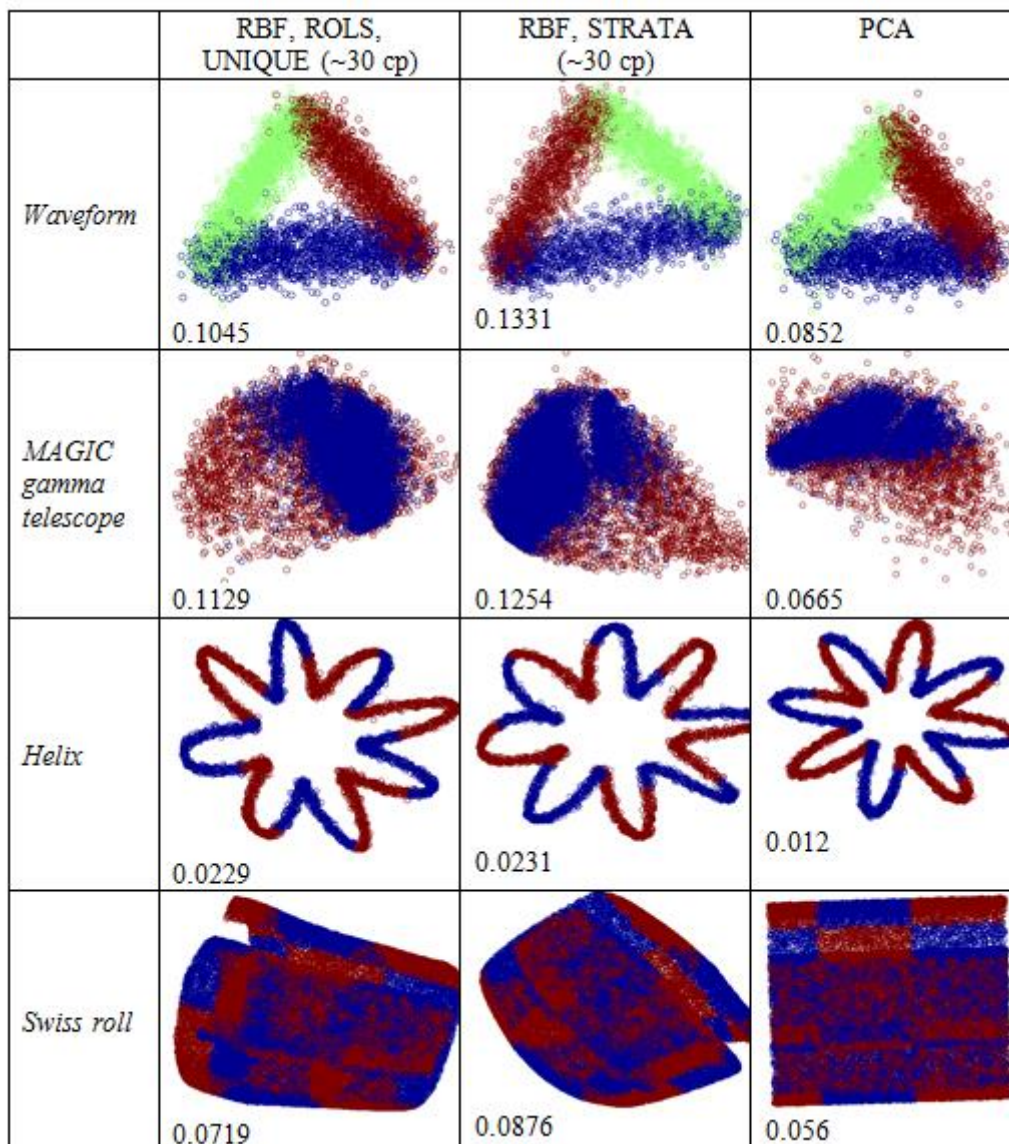 RBF, ROLS,
UNIQUE (~30 cp)
RBF, STRATA
(~30 cp)
PCA
Waveform
0.1045
0.1331
0.0852
MAGIC
gamma
telescope
0.1129
0.1254
0.0665
Helix
0.0229
0.0231
0.012
Swiss roll
0.0719
0.0876
0.056